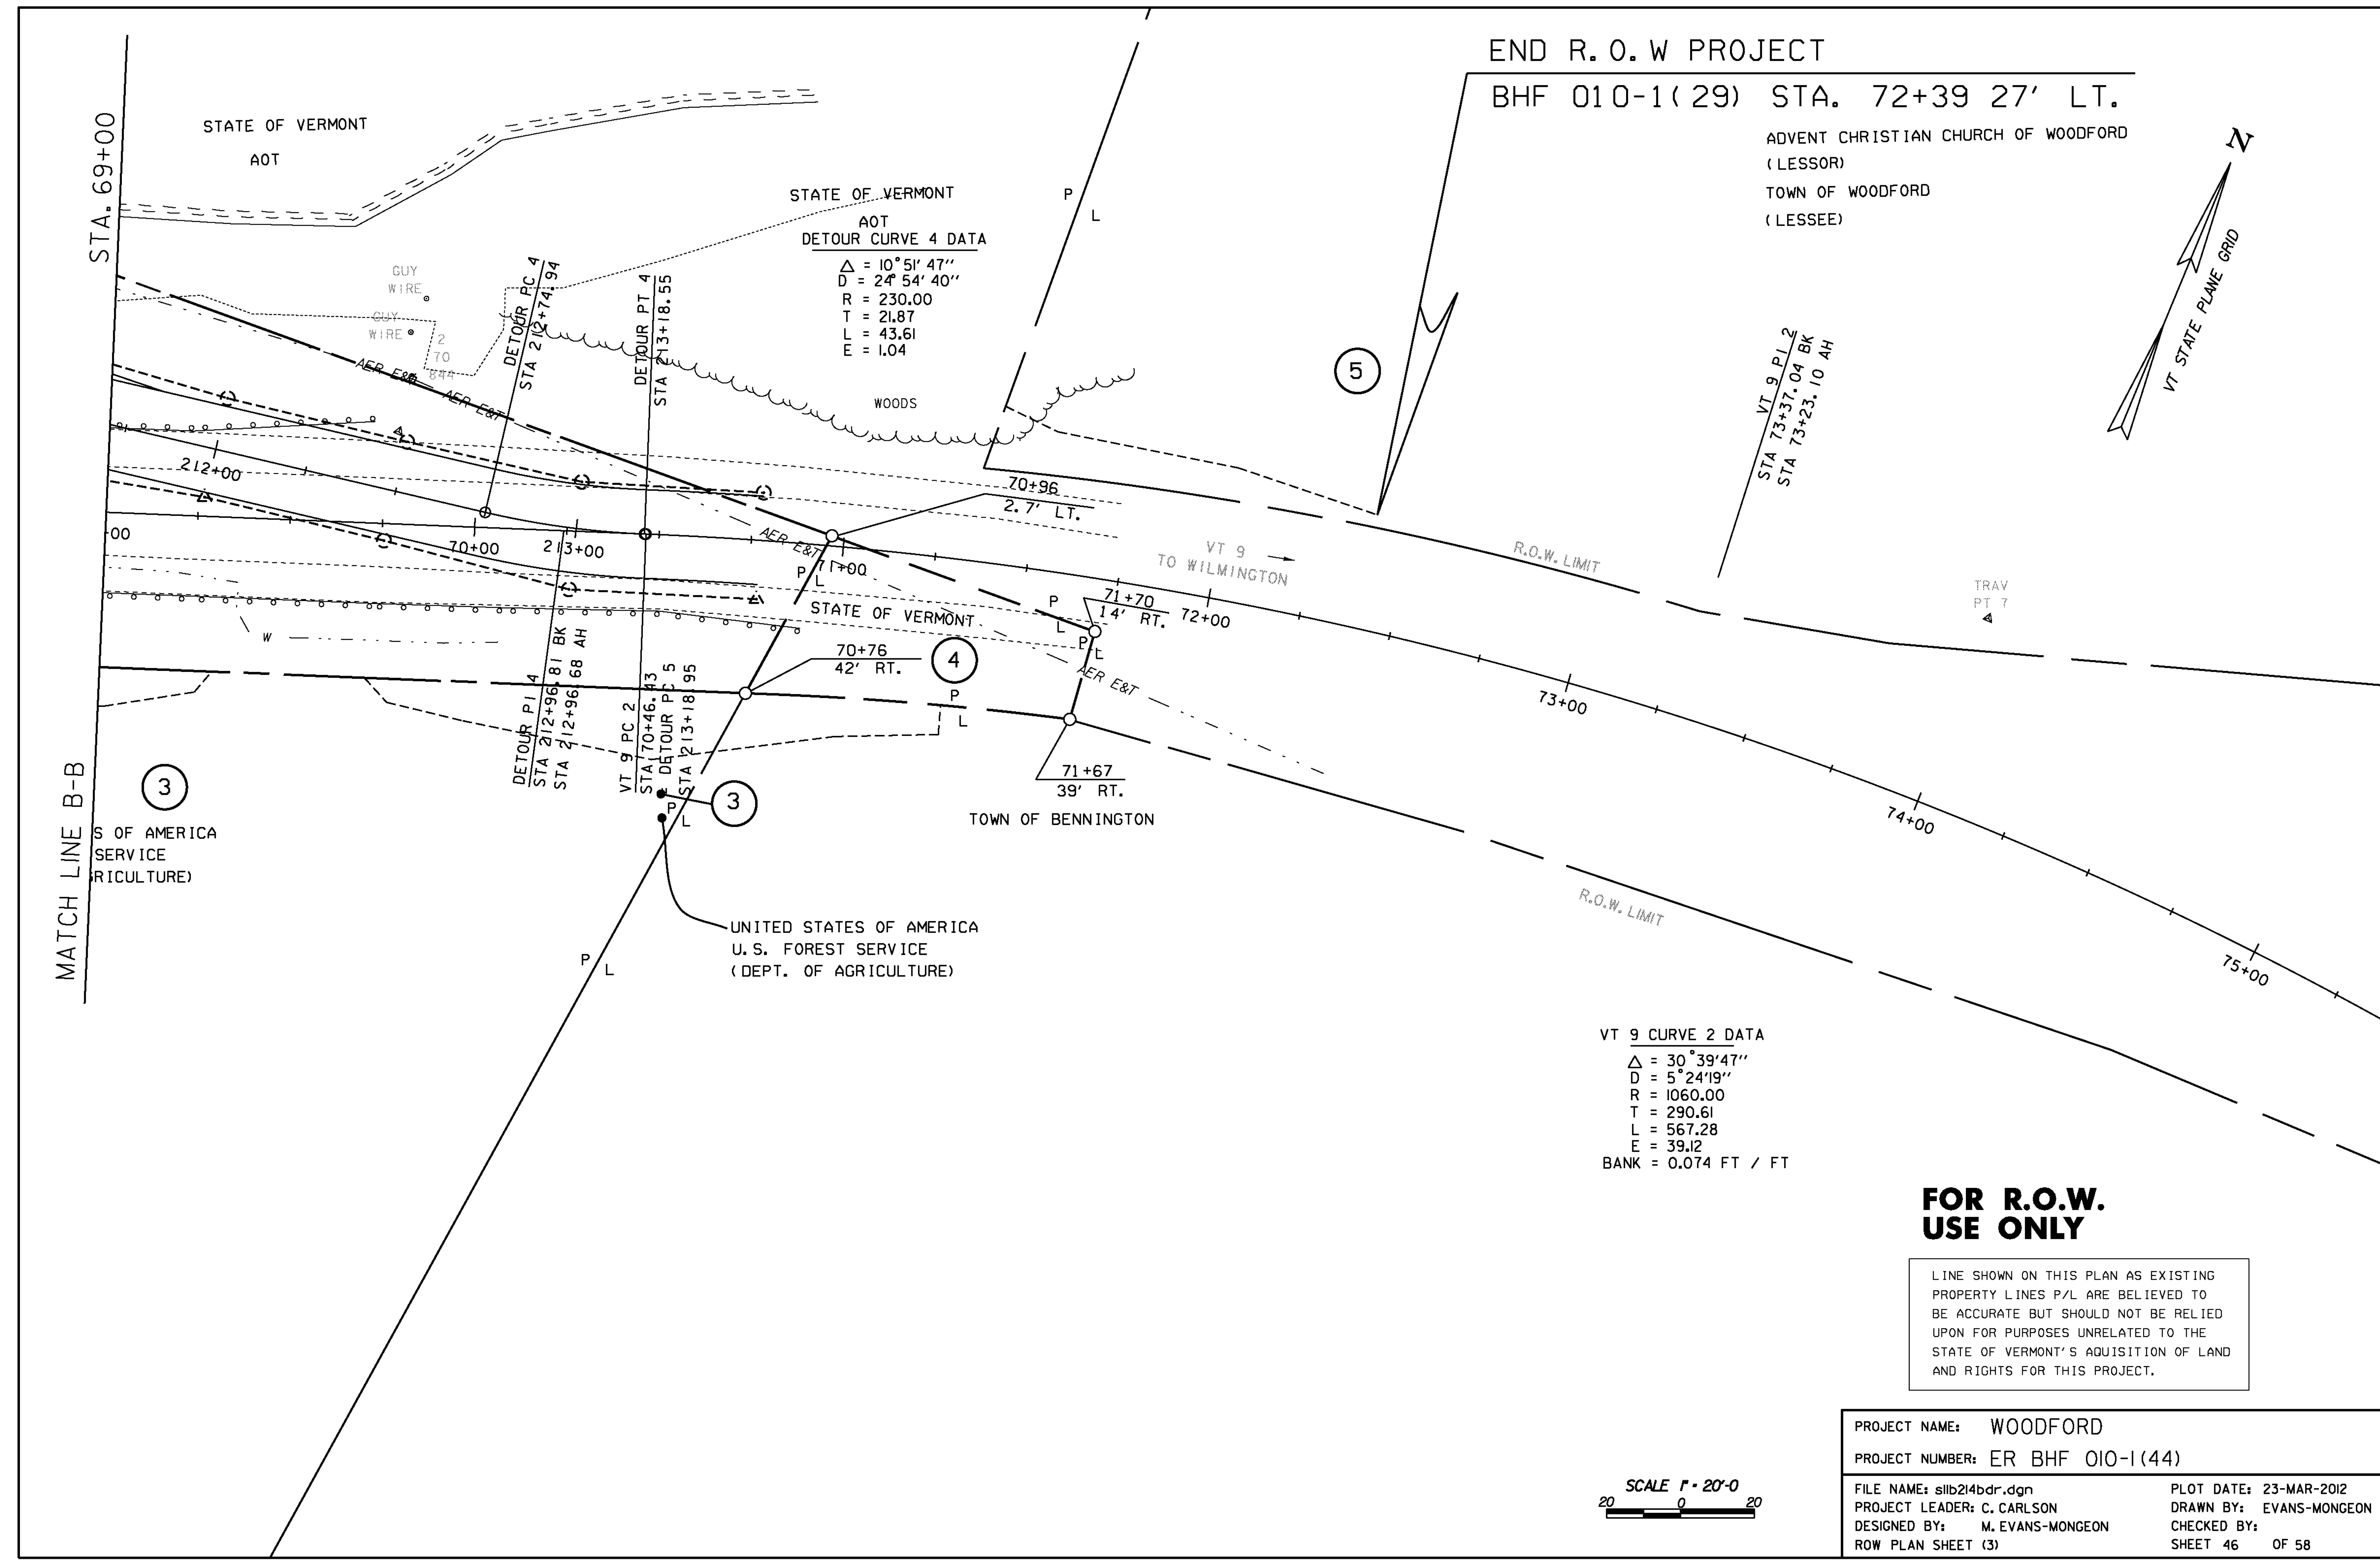 END R.O.W PROJECT
BHF 010-1(29) STA. 72+39 27' LT.
ADVENT CHRISTIAN CHURCH OF WOODFORD
(LESSOR)
TOWN OF WOODFORD
(LESSEE)
N
VT STATE PLANE GRID
STA. 69+00
STATE OF VERMONT
AOT
STATE OF VERMONT
AOT
DETOUR CURVE 4 DATA
△ = 10°51'47''
D = 24°54'40''
R = 230.00
T = 21.87
L = 43.61
E = 1.04
P
L
GUY
WIRE
GUY
WIRE
2
70
844
DETOUR PC 4
STA 212+74.94
DETOUR PT 4
STA 213+18.55
AER E&T
AER E&T
WOODS
5
VT 9 PI 2
STA 73+37.04 BK
STA 73+23.10 AH
212+00
70+96
2.7' LT.
+00
70+00
213+00
AER E&T
71+00
P
L
VT 9
TO WILMINGTON
R.O.W. LIMIT
TRAV
PT 7
STATE OF VERMONT
P
L
71+70
14' RT.
72+00
P
L
W
70+76
42' RT.
4
AER E&T
P
L
73+00
DETOUR PI 4
STA 212+96.81 BK
STA 212+96.68 AH
VT 9 PC 2
STA 70+46.43
DETOUR PC 5
STA 213+18.95
3
3
P
L
71+67
39' RT.
TOWN OF BENNINGTON
74+00
MATCH LINE B-B
S OF AMERICA
SERVICE
RICULTURE)
R.O.W. LIMIT
75+00
UNITED STATES OF AMERICA
U.S. FOREST SERVICE
(DEPT. OF AGRICULTURE)
P
L
VT 9 CURVE 2 DATA
△ = 30°39'47''
D = 5°24'19''
R = 1060.00
T = 290.61
L = 567.28
E = 39.12
BANK = 0.074 FT / FT
FOR R.O.W.
USE ONLY
LINE SHOWN ON THIS PLAN AS EXISTING
PROPERTY LINES P/L ARE BELIEVED TO
BE ACCURATE BUT SHOULD NOT BE RELIED
UPON FOR PURPOSES UNRELATED TO THE
STATE OF VERMONT'S AQUISITION OF LAND
AND RIGHTS FOR THIS PROJECT.
SCALE 1" = 20'-0
20 0 20
PROJECT NAME: WOODFORD
PROJECT NUMBER: ER BHF 010-1(44)
FILE NAME: s11b214bdr.dgn PLOT DATE: 23-MAR-2012
PROJECT LEADER: C. CARLSON DRAWN BY: EVANS-MONGEON
DESIGNED BY: M. EVANS-MONGEON CHECKED BY:
ROW PLAN SHEET (3) SHEET 46 OF 58